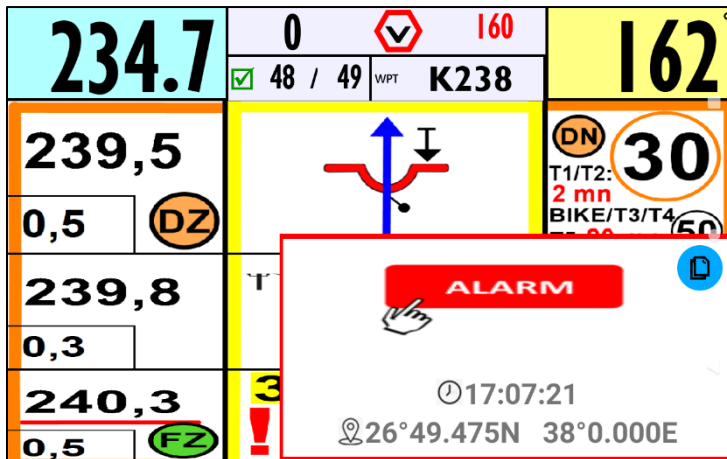 234.7
0 V 160
162°
48 / 49 WPT K238
239,5
0,5 DZ
DN 30
T1/T2:
2 mn
BIKE/T3/T4
50
239,8
0,3
ALARM
17:07:21
26°49.475N 38°0.000E
240,3
0,5 FZ
3
!